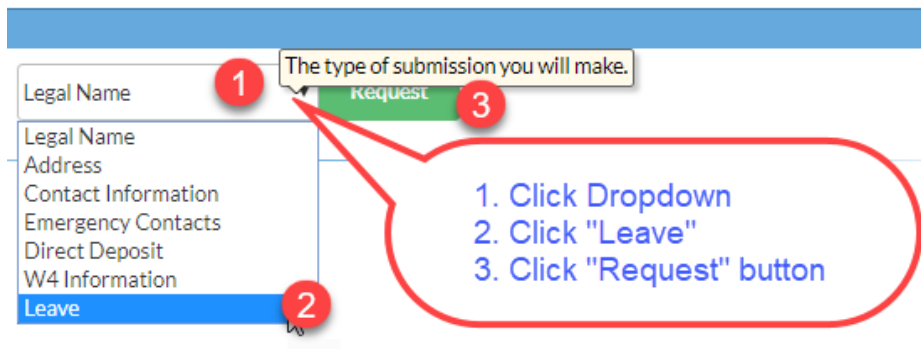 The type of submission you will make.
Legal Name
1
Request
3
Legal Name
Address
Contact Information
Emergency Contacts
Direct Deposit
W4 Information
Leave
2
1. Click Dropdown
2. Click "Leave"
3. Click "Request" button